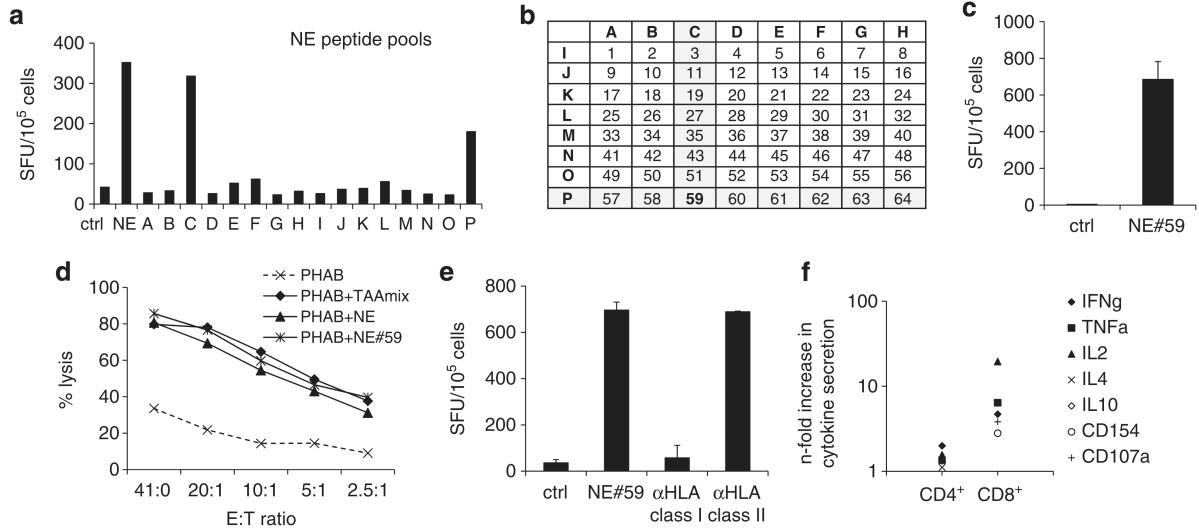 a
NE peptide pools
SFU/10⁵ cells
400
300
200
100
0
ctrl NE A B C D E F G H I J K L M N O P
b
A B C D E F G H
I 1 2 3 4 5 6 7 8
J 9 10 11 12 13 14 15 16
K 17 18 19 20 21 22 23 24
L 25 26 27 28 29 30 31 32
M 33 34 35 36 37 38 39 40
N 41 42 43 44 45 46 47 48
O 49 50 51 52 53 54 55 56
P 57 58 59 60 61 62 63 64
c
SFU/10⁵ cells
1000
800
600
400
200
0
ctrl NE#59
d
PHAB
PHAB+TAAmix
PHAB+NE
PHAB+NE#59
% lysis
100
80
60
40
20
0
41:0 20:1 10:1 5:1 2.5:1
E:T ratio
e
SFU/10⁵ cells
800
600
400
200
0
ctrl NE#59 αHLA αHLA
class I class II
f
n-fold increase in
cytokine secretion
100
10
1
CD4⁺ CD8⁺
IFNg
TNFa
IL2
IL4
IL10
CD154
CD107a